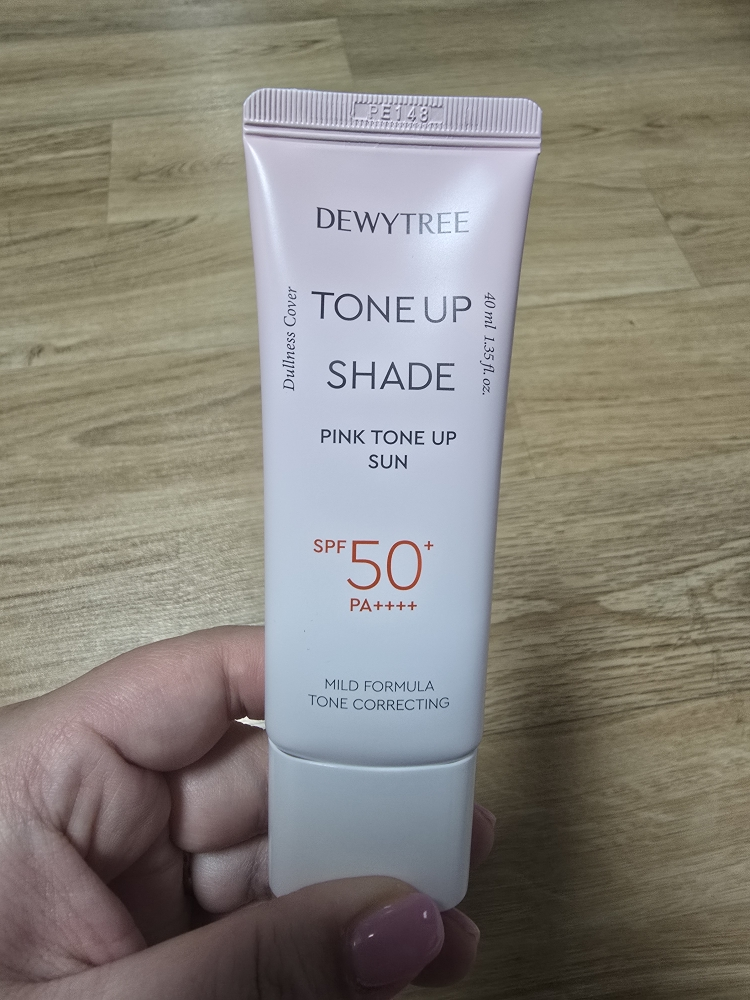 PE148
DEWYTREE
Dullness Cover
TONE UP
SHADE
40 ml 1.35 fl. oz.
PINK TONE UP
SUN
SPF 50+
PA++++
MILD FORMULA
TONE CORRECTING